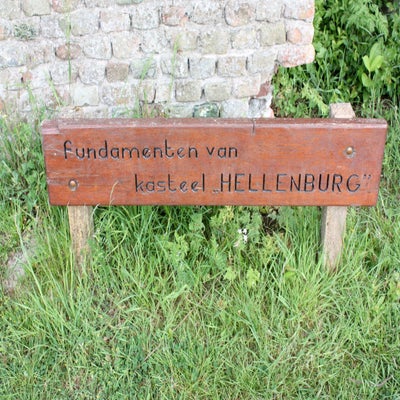 fundamenten van
kasteel „HELLENBURG”